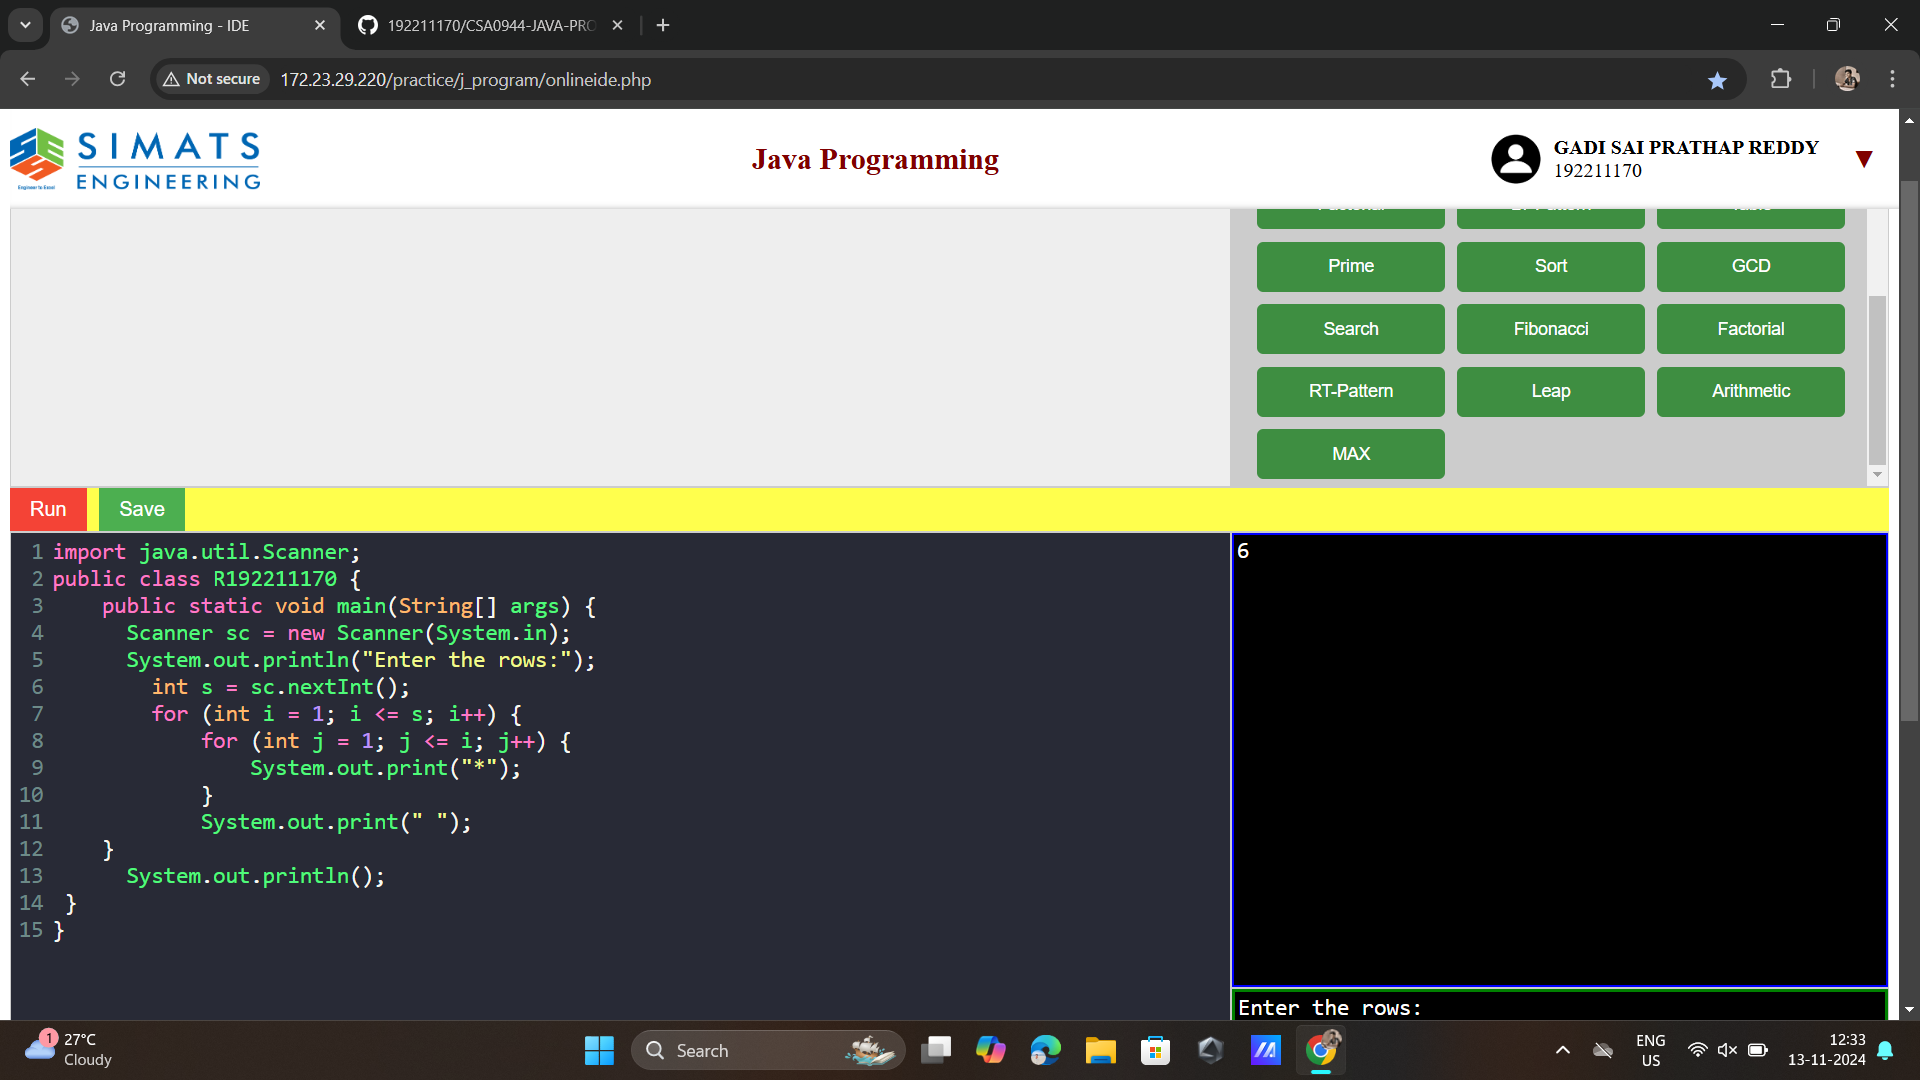 Java Programming - IDE
192211170/CSA0944-JAVA-PRO
Not secure
172.23.29.220/practice/j_program/onlineide.php
SIMATS
ENGINEERING
Engineer to Excel
Java Programming
GADI SAI PRATHAP REDDY
192211170
Prime
Sort
GCD
Search
Fibonacci
Factorial
RT-Pattern
Leap
Arithmetic
MAX
Run
Save
1 import java.util.Scanner;
2 public class R192211170 {
3 public static void main(String[] args) {
4 Scanner sc = new Scanner(System.in);
5 System.out.println("Enter the rows:");
6 int s = sc.nextInt();
7 for (int i = 1; i <= s; i++) {
8 for (int j = 1; j <= i; j++) {
9 System.out.print("*");
10 }
11 System.out.print(" ");
12 }
13 System.out.println();
14 }
15 }
6
Enter the rows:
1
27°C
Cloudy
Search
ENG
US
12:33
13-11-2024